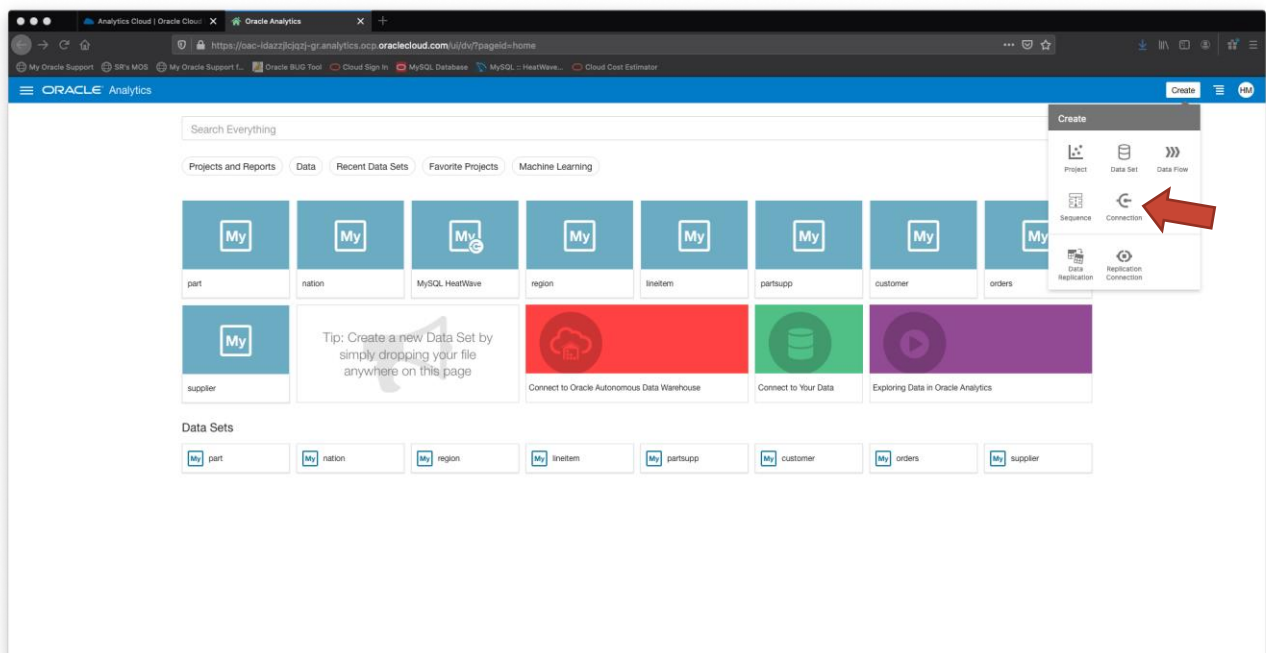 Analytics Cloud | Oracle Cloud
Oracle Analytics
https://oac-idazzjlcjqzj-gr.analytics.ocp.oraclecloud.com/ui/dv/?pageid=home
My Oracle Support
SR's MOS
My Oracle Support f...
Oracle BUG Tool
Cloud Sign In
MySQL Database
MySQL :: HeatWave...
Cloud Cost Estimator
ORACLE Analytics
Create
HM
Search Everything
Create
Projects and Reports
Data
Recent Data Sets
Favorite Projects
Machine Learning
Project
Data Set
Data Flow
Sequence
Connection
Data Replication
Replication Connection
My
My
My
My
My
My
My
My
part
nation
MySQL HeatWave
region
lineitem
partsupp
customer
orders
My
Tip: Create a new Data Set by
simply dropping your file
anywhere on this page
supplier
Connect to Oracle Autonomous Data Warehouse
Connect to Your Data
Exploring Data in Oracle Analytics
Data Sets
My part
My nation
My region
My lineitem
My partsupp
My customer
My orders
My supplier